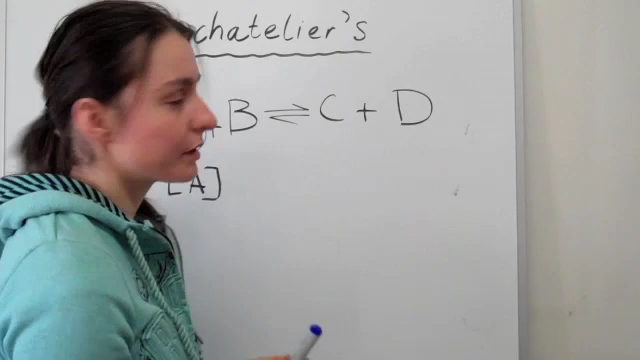 chatelier's
B ⇌ C + D
[A]